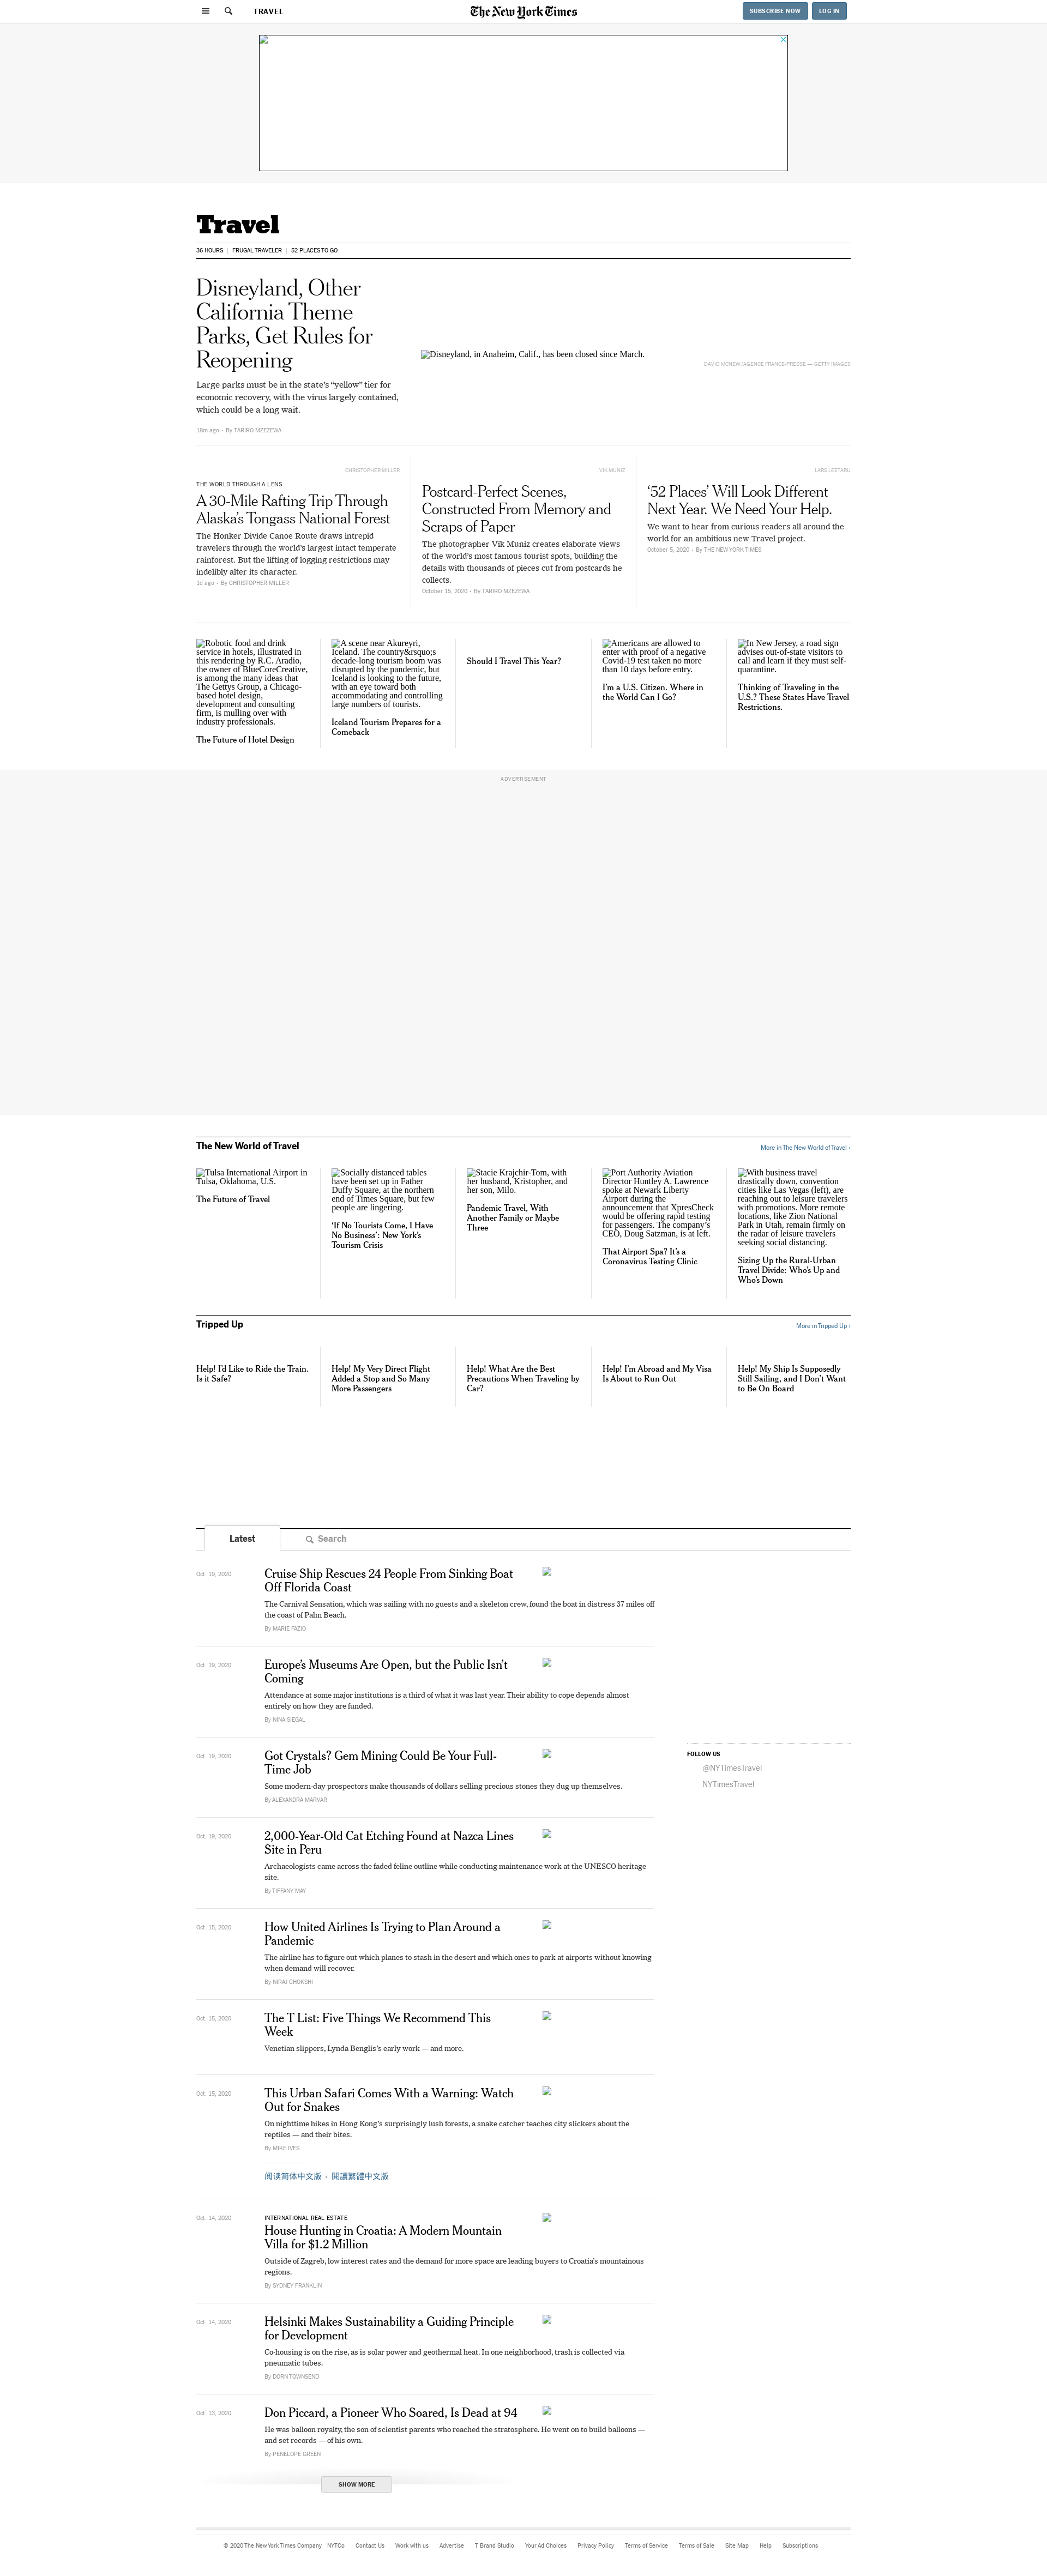 TRAVEL
The New York Times
SUBSCRIBE NOW
LOG IN
Travel
36 HOURS
FRUGAL TRAVELER
52 PLACES TO GO
Disneyland, Other
California Theme
Parks, Get Rules for
Reopening
Large parks must be in the state's “yellow” tier for
economic recovery, with the virus largely contained,
which could be a long wait.
18m ago · By TARIRO MZEZEWA
Disneyland, in Anaheim, Calif., has been closed since March.
DAVID MCNEW/AGENCE FRANCE-PRESSE — GETTY IMAGES
CHRISTOPHER MILLER
THE WORLD THROUGH A LENS
A 30-Mile Rafting Trip Through
Alaska's Tongass National Forest
The Honker Divide Canoe Route draws intrepid
travelers through the world's largest intact temperate
rainforest. But the lifting of logging restrictions may
indelibly alter its character.
1d ago · By CHRISTOPHER MILLER
VIK MUNIZ
Postcard-Perfect Scenes,
Constructed From Memory and
Scraps of Paper
The photographer Vik Muniz creates elaborate views
of the world's most famous tourist spots, building the
details with thousands of pieces cut from postcards he
collects.
October 15, 2020 · By TARIRO MZEZEWA
LARS LEETARU
‘52 Places’ Will Look Different
Next Year. We Need Your Help.
We want to hear from curious readers all around the
world for an ambitious new Travel project.
October 5, 2020 · By THE NEW YORK TIMES
Robotic food and drink
service in hotels, illustrated in
this rendering by R.C. Aradio,
the owner of BlueCoreCreative,
is among the many ideas that
The Gettys Group, a Chicago-
based hotel design,
development and consulting
firm, is mulling over with
industry professionals.
The Future of Hotel Design
A scene near Akureyri,
Iceland. The country&rsquo;s
decade-long tourism boom was
disrupted by the pandemic, but
Iceland is looking to the future,
with an eye toward both
accommodating and controlling
large numbers of tourists.
Iceland Tourism Prepares for a
Comeback
Should I Travel This Year?
Americans are allowed to
enter with proof of a negative
Covid-19 test taken no more
than 10 days before entry.
I'm a U.S. Citizen. Where in
the World Can I Go?
In New Jersey, a road sign
advises out-of-state visitors to
call and learn if they must self-
quarantine.
Thinking of Traveling in the
U.S.? These States Have Travel
Restrictions.
ADVERTISEMENT
The New World of Travel
More in The New World of Travel ›
Tulsa International Airport in
Tulsa, Oklahoma, U.S.
The Future of Travel
Socially distanced tables
have been set up in Father
Duffy Square, at the northern
end of Times Square, but few
people are lingering.
‘If No Tourists Come, I Have
No Business’: New York's
Tourism Crisis
Stacie Krajchir-Tom, with
her husband, Kristopher, and
her son, Milo.
Pandemic Travel, With
Another Family or Maybe
Three
Port Authority Aviation
Director Huntley A. Lawrence
spoke at Newark Liberty
Airport during the
announcement that XpresCheck
would be offering rapid testing
for passengers. The company's
CEO, Doug Satzman, is at left.
That Airport Spa? It's a
Coronavirus Testing Clinic
With business travel
drastically down, convention
cities like Las Vegas (left), are
reaching out to leisure travelers
with promotions. More remote
locations, like Zion National
Park in Utah, remain firmly on
the radar of leisure travelers
seeking social distancing.
Sizing Up the Rural-Urban
Travel Divide: Who's Up and
Who's Down
Tripped Up
More in Tripped Up ›
Help! I'd Like to Ride the Train.
Is it Safe?
Help! My Very Direct Flight
Added a Stop and So Many
More Passengers
Help! What Are the Best
Precautions When Traveling by
Car?
Help! I'm Abroad and My Visa
Is About to Run Out
Help! My Ship Is Supposedly
Still Sailing, and I Don't Want
to Be On Board
Latest
Search
Oct. 19, 2020
Cruise Ship Rescues 24 People From Sinking Boat
Off Florida Coast
The Carnival Sensation, which was sailing with no guests and a skeleton crew, found the boat in distress 37 miles off
the coast of Palm Beach.
By MARIE FAZIO
Oct. 19, 2020
Europe's Museums Are Open, but the Public Isn't
Coming
Attendance at some major institutions is a third of what it was last year. Their ability to cope depends almost
entirely on how they are funded.
By NINA SIEGAL
Oct. 19, 2020
Got Crystals? Gem Mining Could Be Your Full-
Time Job
Some modern-day prospectors make thousands of dollars selling precious stones they dug up themselves.
By ALEXANDRA MARVAR
Oct. 19, 2020
2,000-Year-Old Cat Etching Found at Nazca Lines
Site in Peru
Archaeologists came across the faded feline outline while conducting maintenance work at the UNESCO heritage
site.
By TIFFANY MAY
Oct. 15, 2020
How United Airlines Is Trying to Plan Around a
Pandemic
The airline has to figure out which planes to stash in the desert and which ones to park at airports without knowing
when demand will recover.
By NIRAJ CHOKSHI
Oct. 15, 2020
The T List: Five Things We Recommend This
Week
Venetian slippers, Lynda Benglis's early work — and more.
Oct. 15, 2020
This Urban Safari Comes With a Warning: Watch
Out for Snakes
On nighttime hikes in Hong Kong's surprisingly lush forests, a snake catcher teaches city slickers about the
reptiles — and their bites.
By MIKE IVES
阅读简体中文版 · 閱讀繁體中文版
Oct. 14, 2020
INTERNATIONAL REAL ESTATE
House Hunting in Croatia: A Modern Mountain
Villa for $1.2 Million
Outside of Zagreb, low interest rates and the demand for more space are leading buyers to Croatia's mountainous
regions.
By SYDNEY FRANKLIN
Oct. 14, 2020
Helsinki Makes Sustainability a Guiding Principle
for Development
Co-housing is on the rise, as is solar power and geothermal heat. In one neighborhood, trash is collected via
pneumatic tubes.
By DORN TOWNSEND
Oct. 13, 2020
Don Piccard, a Pioneer Who Soared, Is Dead at 94
He was balloon royalty, the son of scientist parents who reached the stratosphere. He went on to build balloons —
and set records — of his own.
By PENELOPE GREEN
SHOW MORE
FOLLOW US
@NYTimesTravel
NYTimesTravel
© 2020 The New York Times Company
NYTCo
Contact Us
Work with us
Advertise
T Brand Studio
Your Ad Choices
Privacy Policy
Terms of Service
Terms of Sale
Site Map
Help
Subscriptions